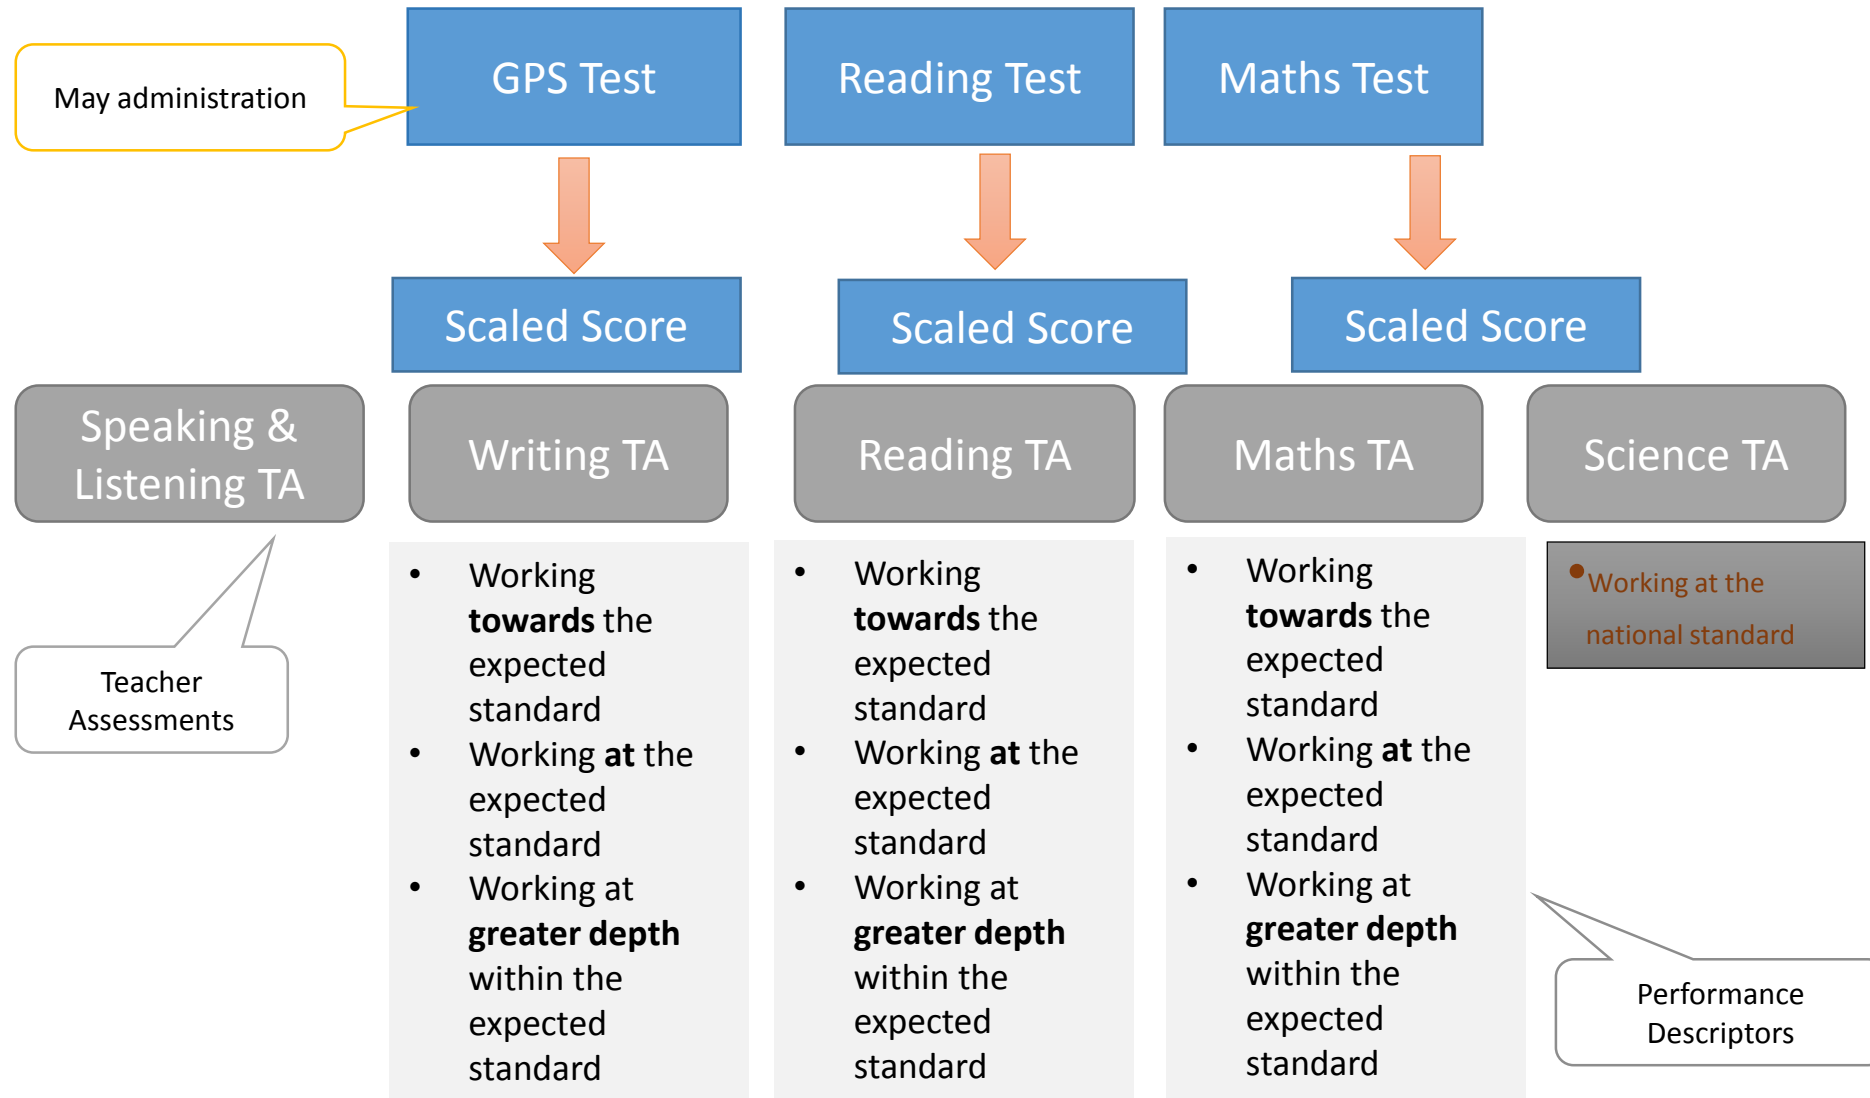 May administration
GPS Test
Reading Test
Maths Test
Scaled Score
Scaled Score
Scaled Score
Speaking &
Listening TA
Writing TA
Reading TA
Maths TA
Science TA
Teacher
Assessments
• Working
towards the
expected
standard
• Working at the
expected
standard
• Working at
greater depth
within the
expected
standard
• Working
towards the
expected
standard
• Working at the
expected
standard
• Working at
greater depth
within the
expected
standard
• Working
towards the
expected
standard
• Working at the
expected
standard
• Working at
greater depth
within the
expected
standard
• Working at the
national standard
Performance
Descriptors